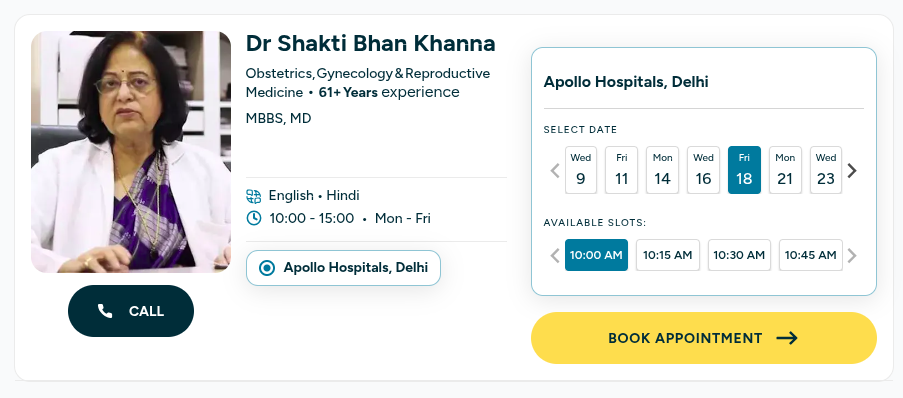 Dr Shakti Bhan Khanna
Obstetrics,Gynecology & Reproductive
Medicine • 61+ Years experience
MBBS, MD
English • Hindi
10:00 - 15:00 • Mon - Fri
Apollo Hospitals, Delhi
CALL
Apollo Hospitals, Delhi
SELECT DATE
Wed Fri Mon Wed Fri Mon Wed
9 11 14 16 18 21 23
AVAILABLE SLOTS:
10:00 AM 10:15 AM 10:30 AM 10:45 AM
BOOK APPOINTMENT